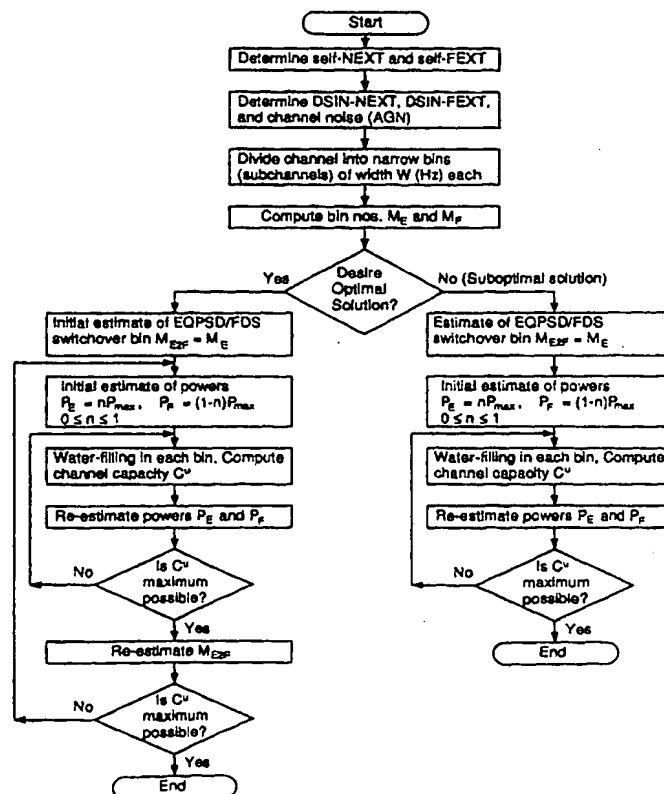 Start
Determine self-NEXT and self-FEXT
Determine DSIN-NEXT, DSIN-FEXT,
and channel noise (AGN)
Divide channel into narrow bins
(subchannels) of width W (Hz) each
Compute bin nos. M_E and M_F
Desire
Optimal
Solution?
Yes
No (Suboptimal solution)
Initial estimate of EQPSD/FDS
switchover bin M_E2F = M_E
Initial estimate of powers
P_E = nP_max, P_F = (1-n)P_max
0 ≤ n ≤ 1
Water-filling in each bin, Compute
channel capacity C^u
Re-estimate powers P_E and P_F
Is C^u
maximum
possible?
No
Yes
Re-estimate M_E2F
Is C^u
maximum
possible?
No
Yes
End
Estimate of EQPSD/FDS
switchover bin M_E2F = M_E
Initial estimate of powers
P_E = nP_max, P_F = (1-n)P_max
0 ≤ n ≤ 1
Water-filling in each bin, Compute
channel capacity C^u
Re-estimate powers P_E and P_F
Is C^u
maximum
possible?
No
Yes
End